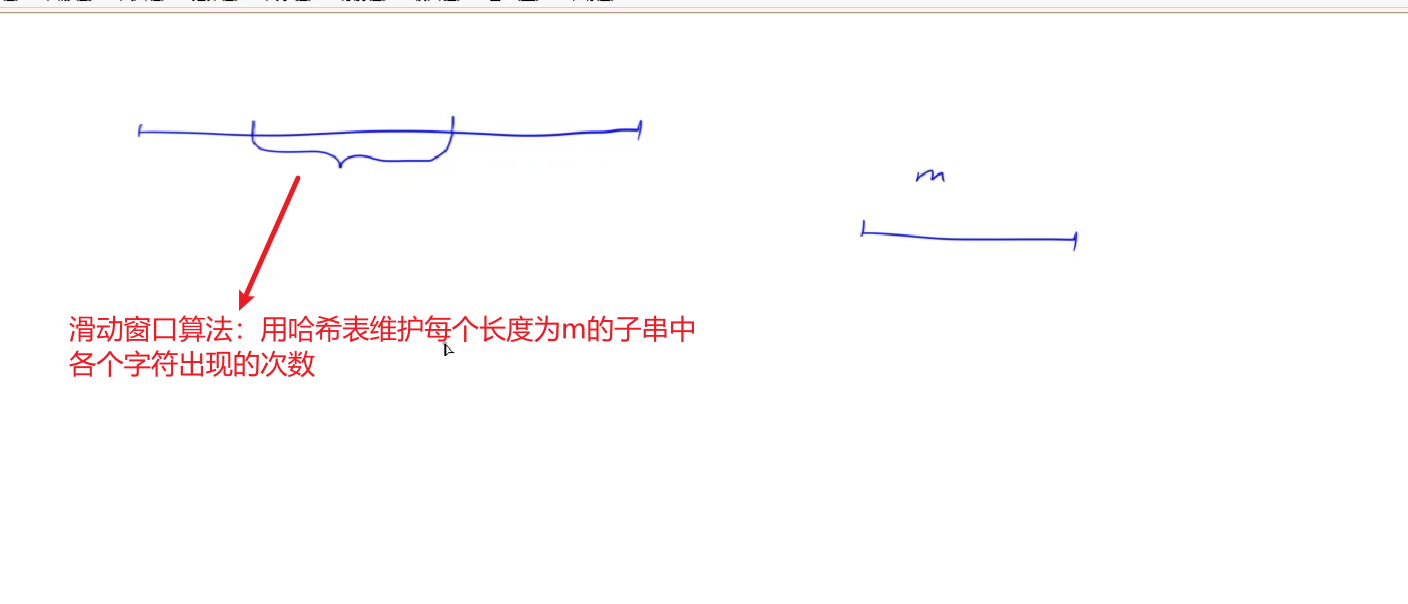 m
滑动窗口算法：用哈希表维护每个长度为m的子串中
各个字符出现的次数